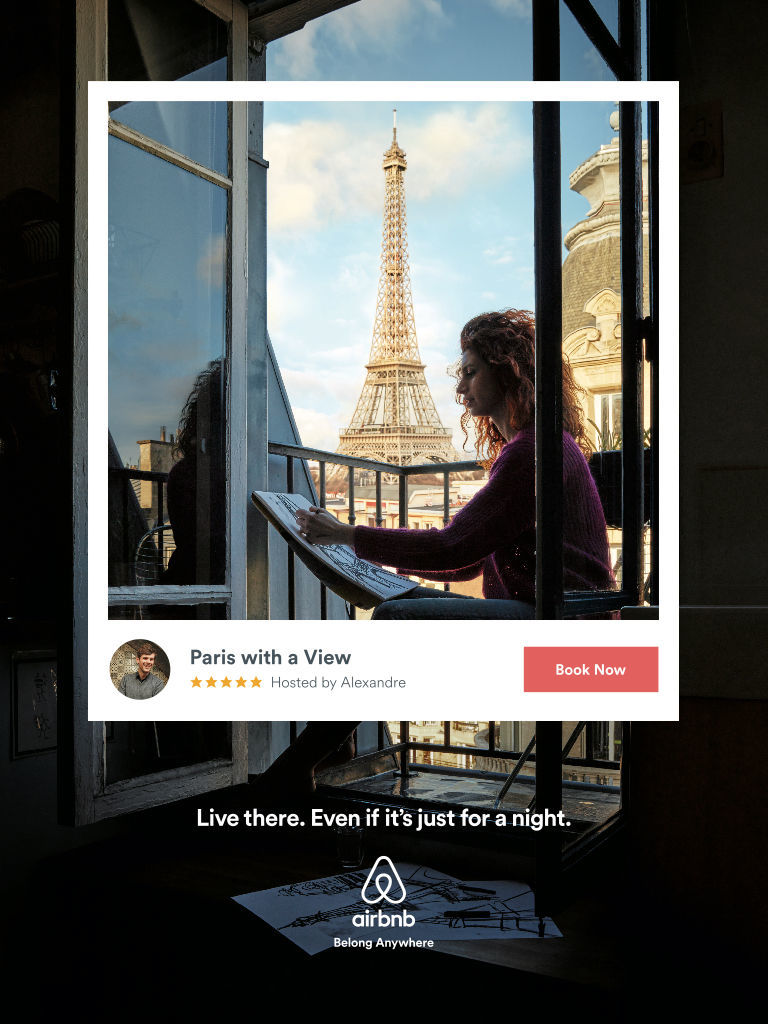 Paris with a View
Hosted by Alexandre
Book Now
Live there. Even if it's just for a night.
airbnb
Belong Anywhere